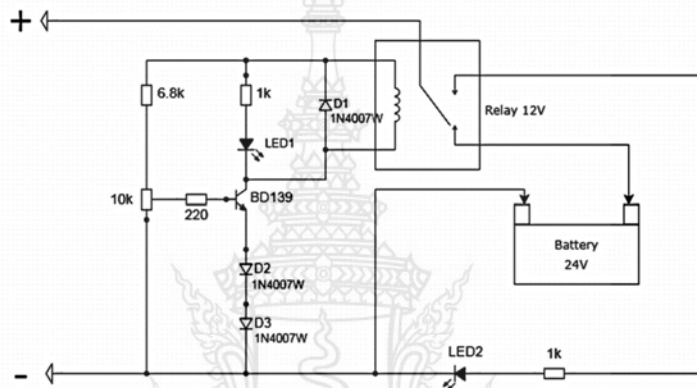 +
6.8k
1k
D1
1N4007W
Relay 12V
LED1
10k
220
BD139
Battery
24V
D2
1N4007W
D3
1N4007W
-
LED2
1k